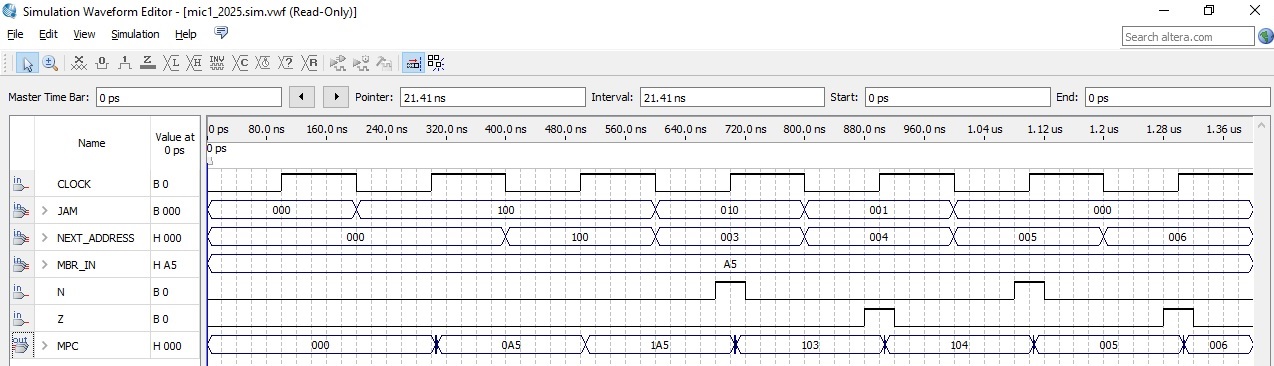 Simulation Waveform Editor - [mic1_2025.sim.vwf (Read-Only)]
File Edit View Simulation Help
Search altera.com
Master Time Bar: 0 ps Pointer: 21.41 ns Interval: 21.41 ns Start: 0 ps End: 0 ps
Name Value at 0 ps 0 ps 80.0 ns 160.0 ns 240.0 ns 320.0 ns 400.0 ns 480.0 ns 560.0 ns 640.0 ns 720.0 ns 800.0 ns 880.0 ns 960.0 ns 1.04 us 1.12 us 1.2 us 1.28 us 1.36 us
0 ps
in CLOCK B 0
in JAM B 000 000 100 010 001 000
in NEXT_ADDRESS H 000 000 100 003 004 005 006
in MBR_IN H A5 A5
in N B 0
in Z B 0
out MPC H 000 000 0A5 1A5 103 104 005 006